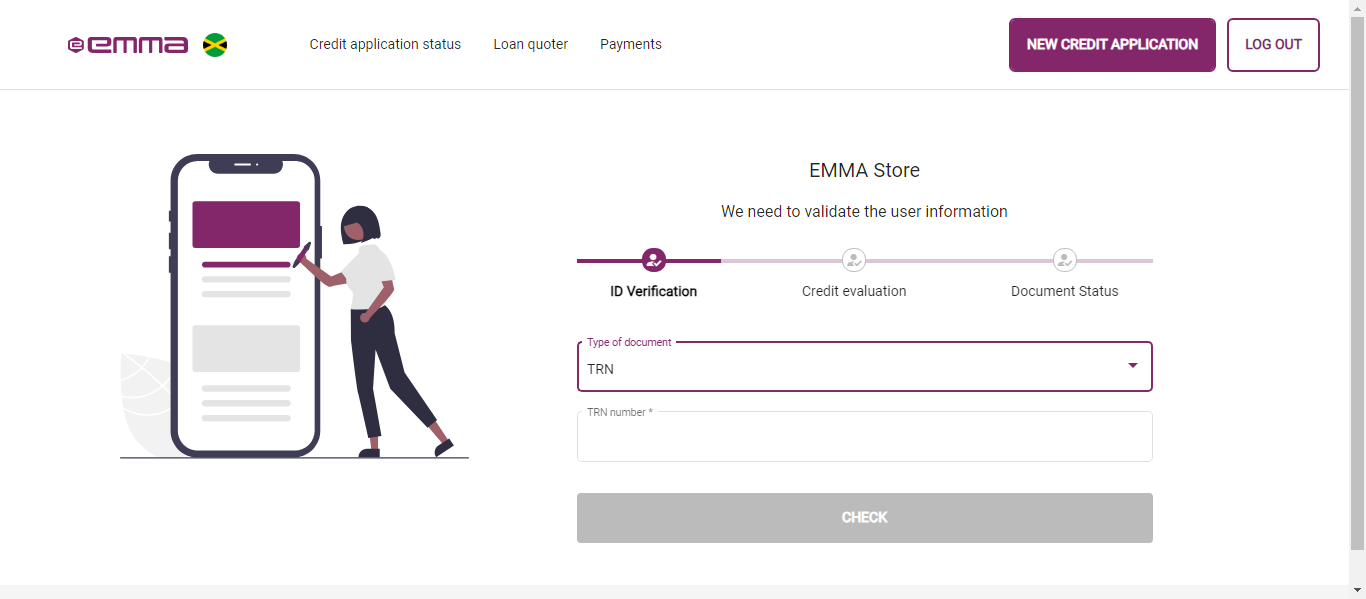 emma
Credit application status
Loan quoter
Payments
NEW CREDIT APPLICATION
LOG OUT
EMMA Store
We need to validate the user information
ID Verification
Credit evaluation
Document Status
Type of document
TRN
TRN number *
CHECK